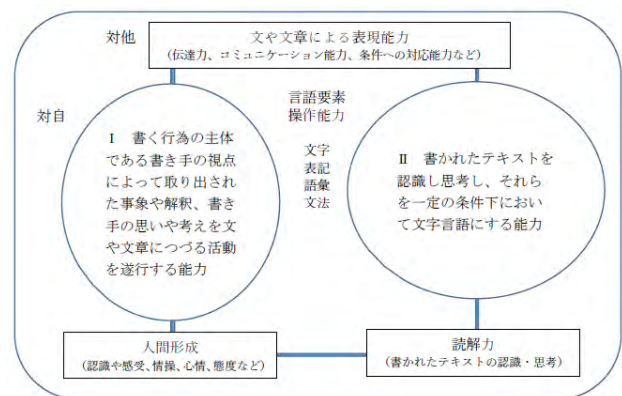 対他
文や文章による表現能力
（伝達力、コミュニケーション能力、条件への対応能力など）
対自
言語要素
操作能力
文字
表記
語彙
文法
Ⅰ　書く行為の主体
である書き手の視点
によって取り出され
た事象や解釈、書き
手の思いや考えを文
や文章につづる活動
を遂行する能力
Ⅱ　書かれたテキストを
認識し思考し、それら
を一定の条件下におい
て文字言語にする能力
人間形成
（認識や感受、情操、心情、態度など）
読解力
（書かれたテキストの認識・思考）